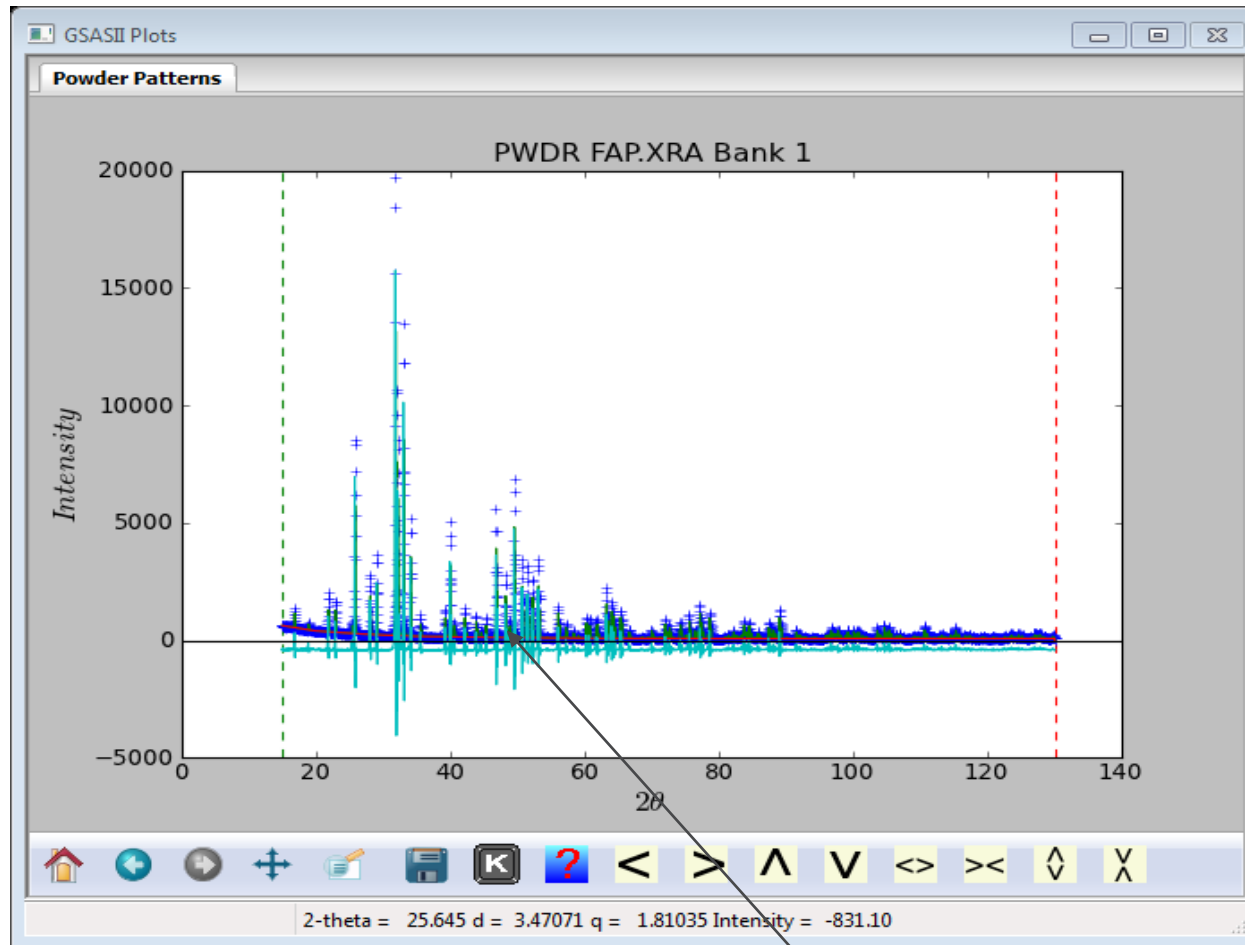 GSASII Plots
Powder Patterns
PWDR FAP.XRA Bank 1
20000
15000
10000
5000
0
−5000
Intensity
0 20 40 60 80 100 120 140
2θ
K ? < > Λ V <> ><
2-theta = 25.645 d = 3.47071 q = 1.81035 Intensity = -831.10